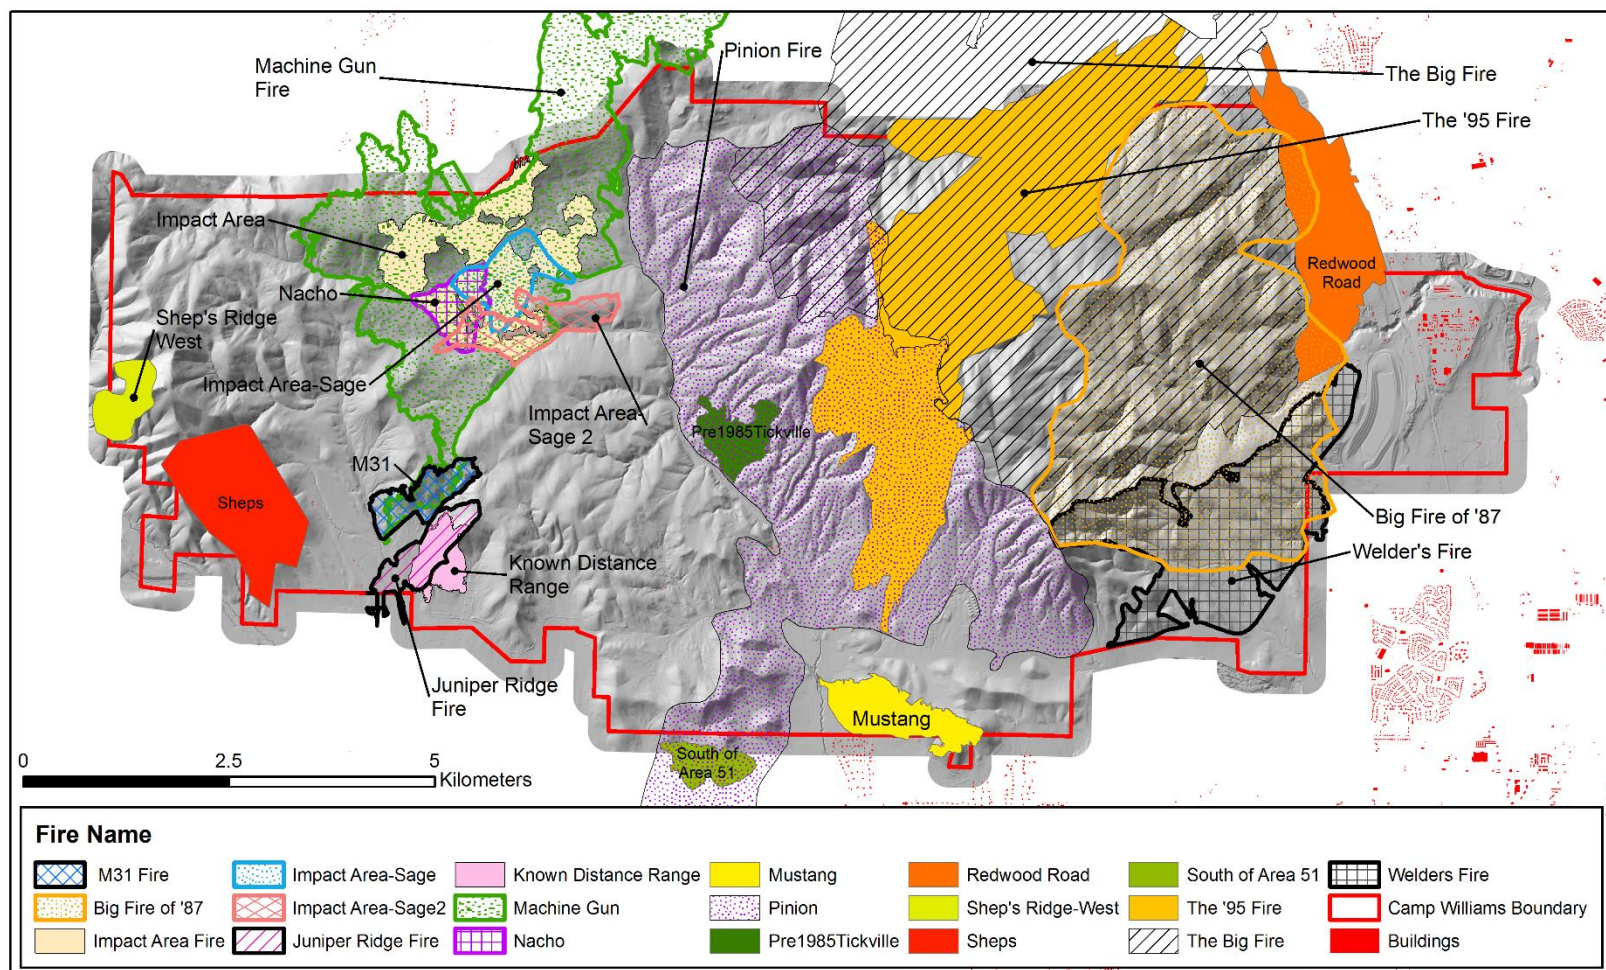 Machine Gun
Fire
Pinion Fire
The Big Fire
The '95 Fire
Impact Area
Nacho
Shep's Ridge
West
Impact Area-Sage
Impact Area-
Sage 2
Redwood
Road
Pre1985Tickville
M31
Sheps
Big Fire of '87
Welder's Fire
Known Distance
Range
Juniper Ridge
Fire
Mustang
South of
Area 51
0 2.5 5
Kilometers
Fire Name
M31 Fire Impact Area-Sage Known Distance Range Mustang Redwood Road South of Area 51 Welders Fire
Big Fire of '87 Impact Area-Sage2 Machine Gun Pinion Shep's Ridge-West The '95 Fire Camp Williams Boundary
Impact Area Fire Juniper Ridge Fire Nacho Pre1985Tickville Sheps The Big Fire Buildings